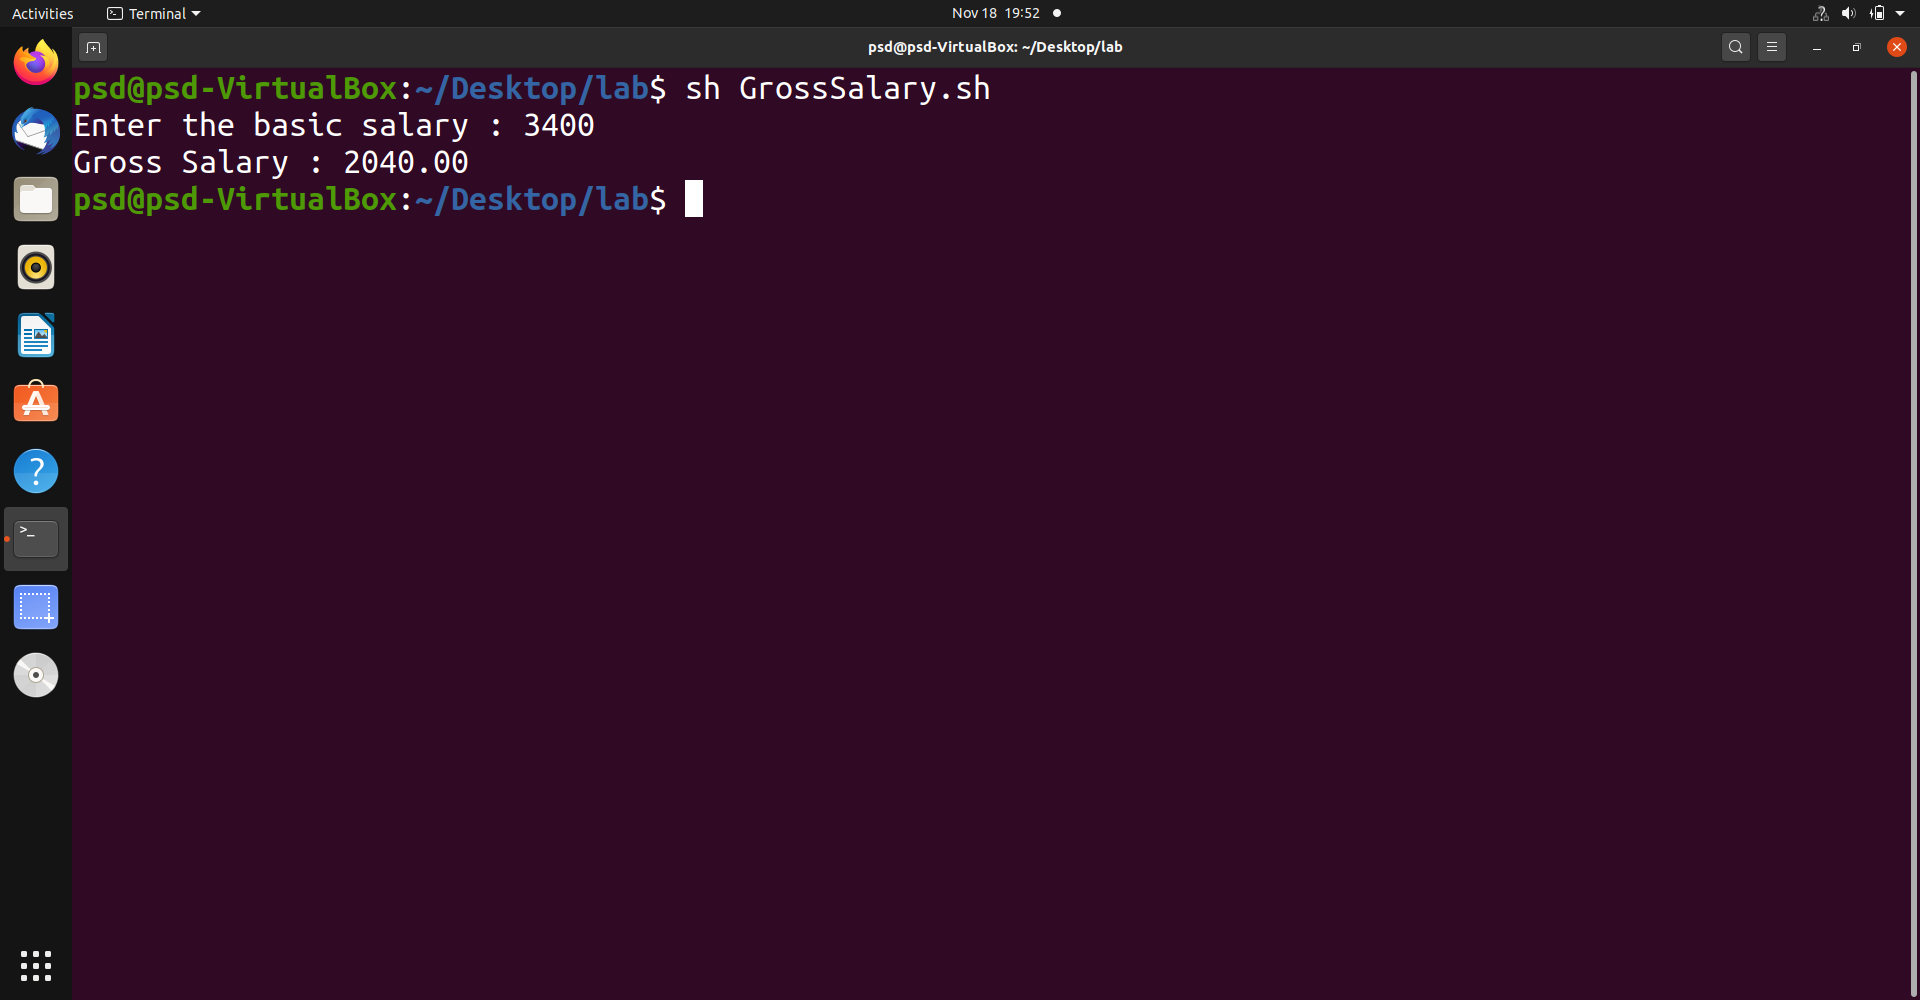 Activities Terminal Nov 18 19:52
psd@psd-VirtualBox: ~/Desktop/lab
psd@psd-VirtualBox:~/Desktop/lab$ sh GrossSalary.sh
Enter the basic salary : 3400
Gross Salary : 2040.00
psd@psd-VirtualBox:~/Desktop/lab$